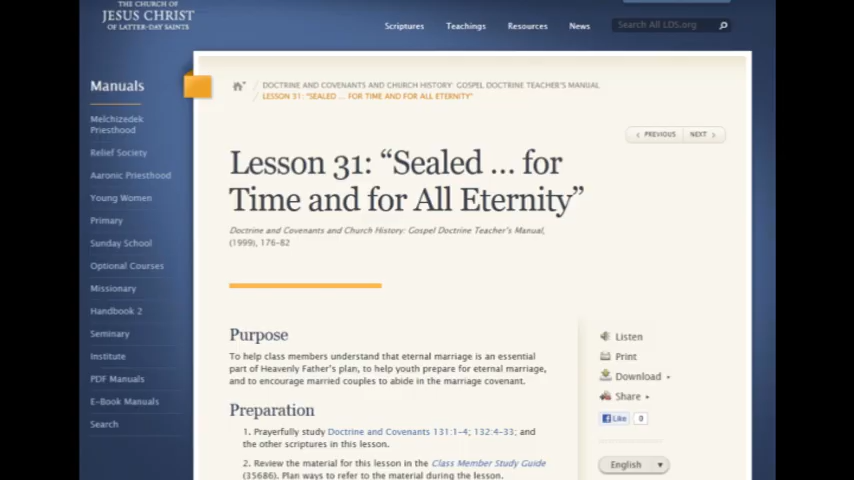 THE CHURCH OF
JESUS CHRIST
OF LATTER-DAY SAINTS
Scriptures
Teachings
Resources
News
Search All LDS.org
Manuals
Melchizedek
Priesthood
Relief Society
Aaronic Priesthood
Young Women
Primary
Sunday School
Optional Courses
Missionary
Handbook 2
Seminary
Institute
PDF Manuals
E-Book Manuals
Search
DOCTRINE AND COVENANTS AND CHURCH HISTORY: GOSPEL DOCTRINE TEACHER'S MANUAL
/ LESSON 31: "SEALED ... FOR TIME AND FOR ALL ETERNITY"
‹ PREVIOUS
NEXT ›
Lesson 31: “Sealed ... for
Time and for All Eternity”
Doctrine and Covenants and Church History: Gospel Doctrine Teacher's Manual,
(1999), 176–82
Purpose
To help class members understand that eternal marriage is an essential
part of Heavenly Father's plan, to help youth prepare for eternal marriage,
and to encourage married couples to abide in the marriage covenant.
Preparation
1. Prayerfully study Doctrine and Covenants 131:1–4; 132:4–33; and
the other scriptures in this lesson.
2. Review the material for this lesson in the Class Member Study Guide
(35686). Plan ways to refer to the material during the lesson.
Listen
Print
Download
Share
Like 0
English